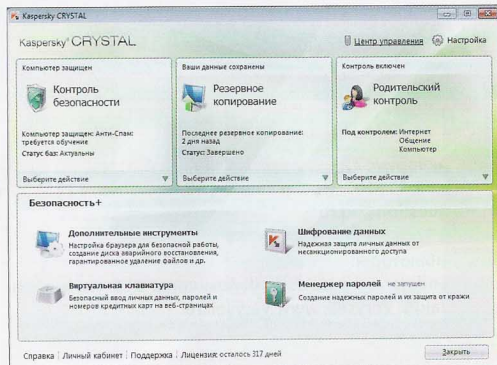 Kaspersky CRYSTAL
Kaspersky CRYSTAL
Центр управления
Настройка
Компьютер защищен
Контроль
безопасности
Компьютер защищен: Анти-Спам:
требуется обучение
Статус баз: Актуальны
Выберите действие
Ваши данные сохранены
Резервное
копирование
Последнее резервное копирование:
2 дня назад
Статус: Завершено
Выберите действие
Контроль включен
Родительский
контроль
Под контролем: Интернет
Общение
Компьютер
Выберите действие
Безопасность+
Дополнительные инструменты
Настройка браузера для безопасной работы,
создание диска аварийного восстановления,
гарантированное удаление файлов и др.
Шифрование данных
Надежная защита личных данных от
несанкционированного доступа
Виртуальная клавиатура
Безопасный ввод личных данных, паролей и
номеров кредитных карт на веб-страницах
Менеджер паролей не запущен
Создание надежных паролей и их защита от кражи
Справка Личный кабинет Поддержка Лицензия: осталось 317 дней
Закрыть